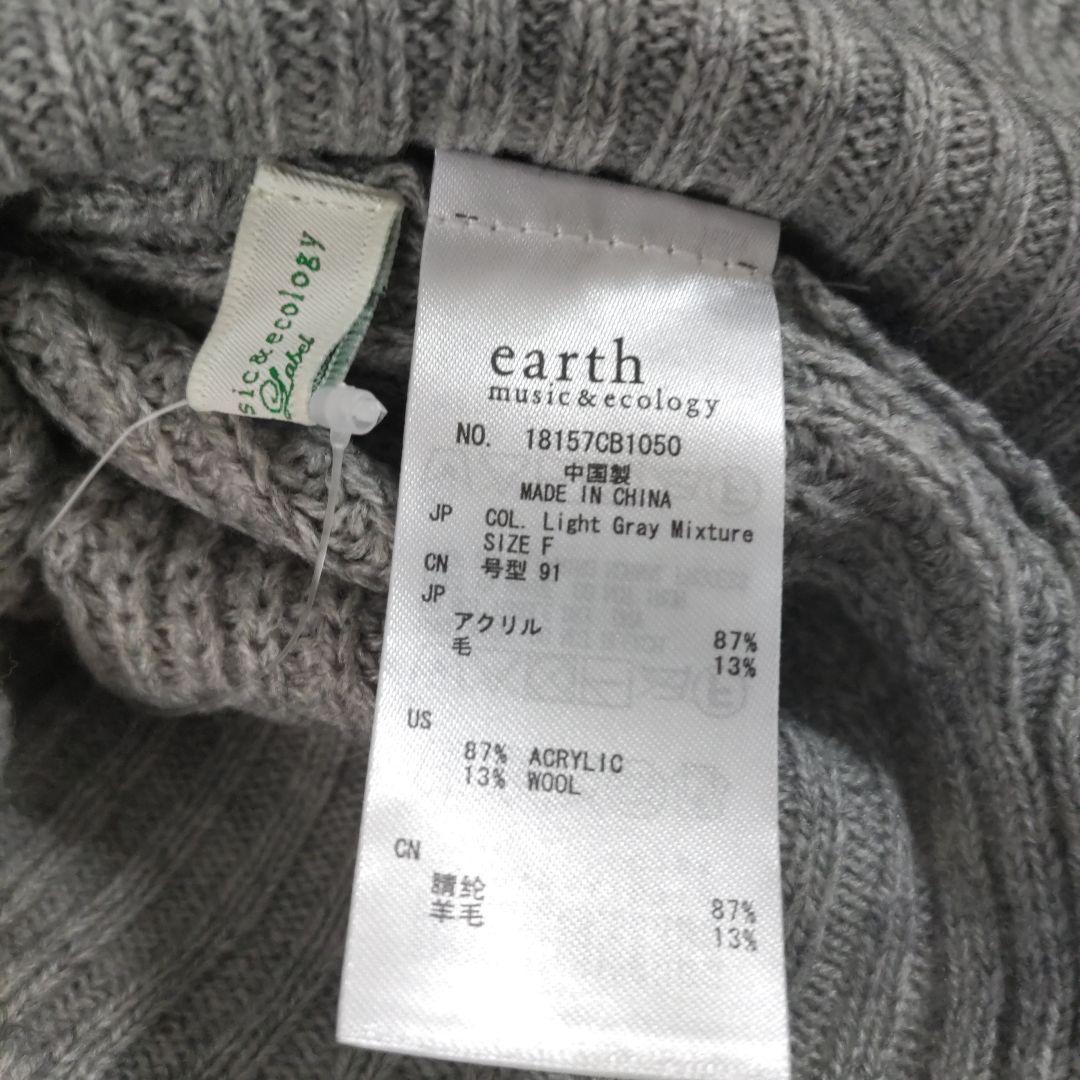 sic&ecology
Label
earth
music&ecology
NO. 18157CB1050
中国製
MADE IN CHINA
JP COL. Light Gray Mixture
SIZE F
CN 号型 91
JP
アクリル 87%
毛 13%
US
87% ACRYLIC
13% WOOL
CN
腈纶 87%
羊毛 13%